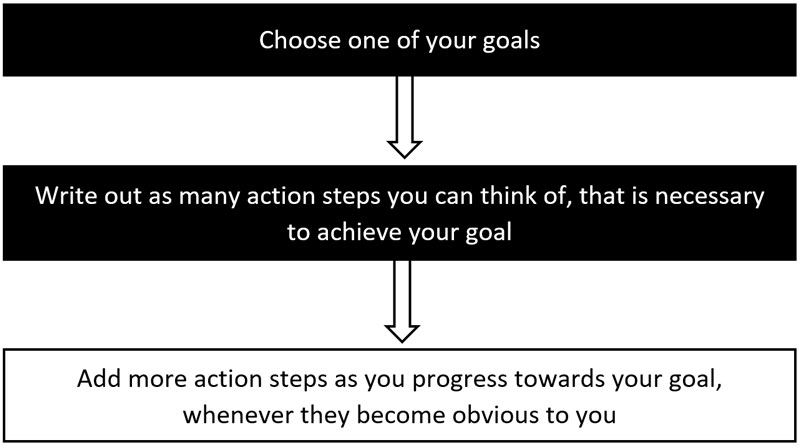 Choose one of your goals
Write out as many action steps you can think of, that is necessary
to achieve your goal
Add more action steps as you progress towards your goal,
whenever they become obvious to you